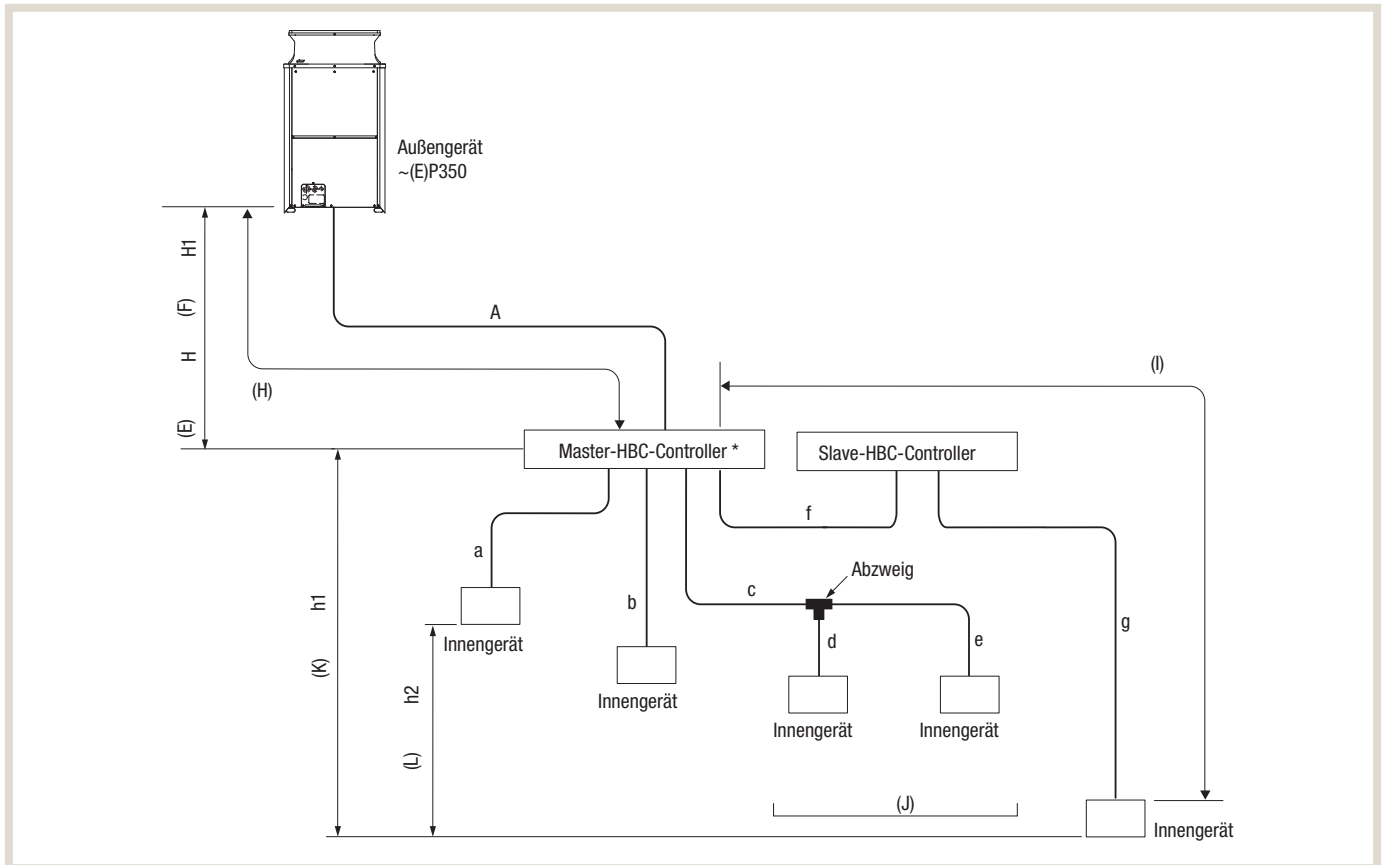 Außengerät
~(E)P350
H1
(F)
H
(E)
(H)
A
(I)
Master-HBC-Controller *
Slave-HBC-Controller
f
a
Abzweig
c
b
h1
(K)
g
d
e
Innengerät
h2
(L)
Innengerät
Innengerät
Innengerät
(J)
Innengerät